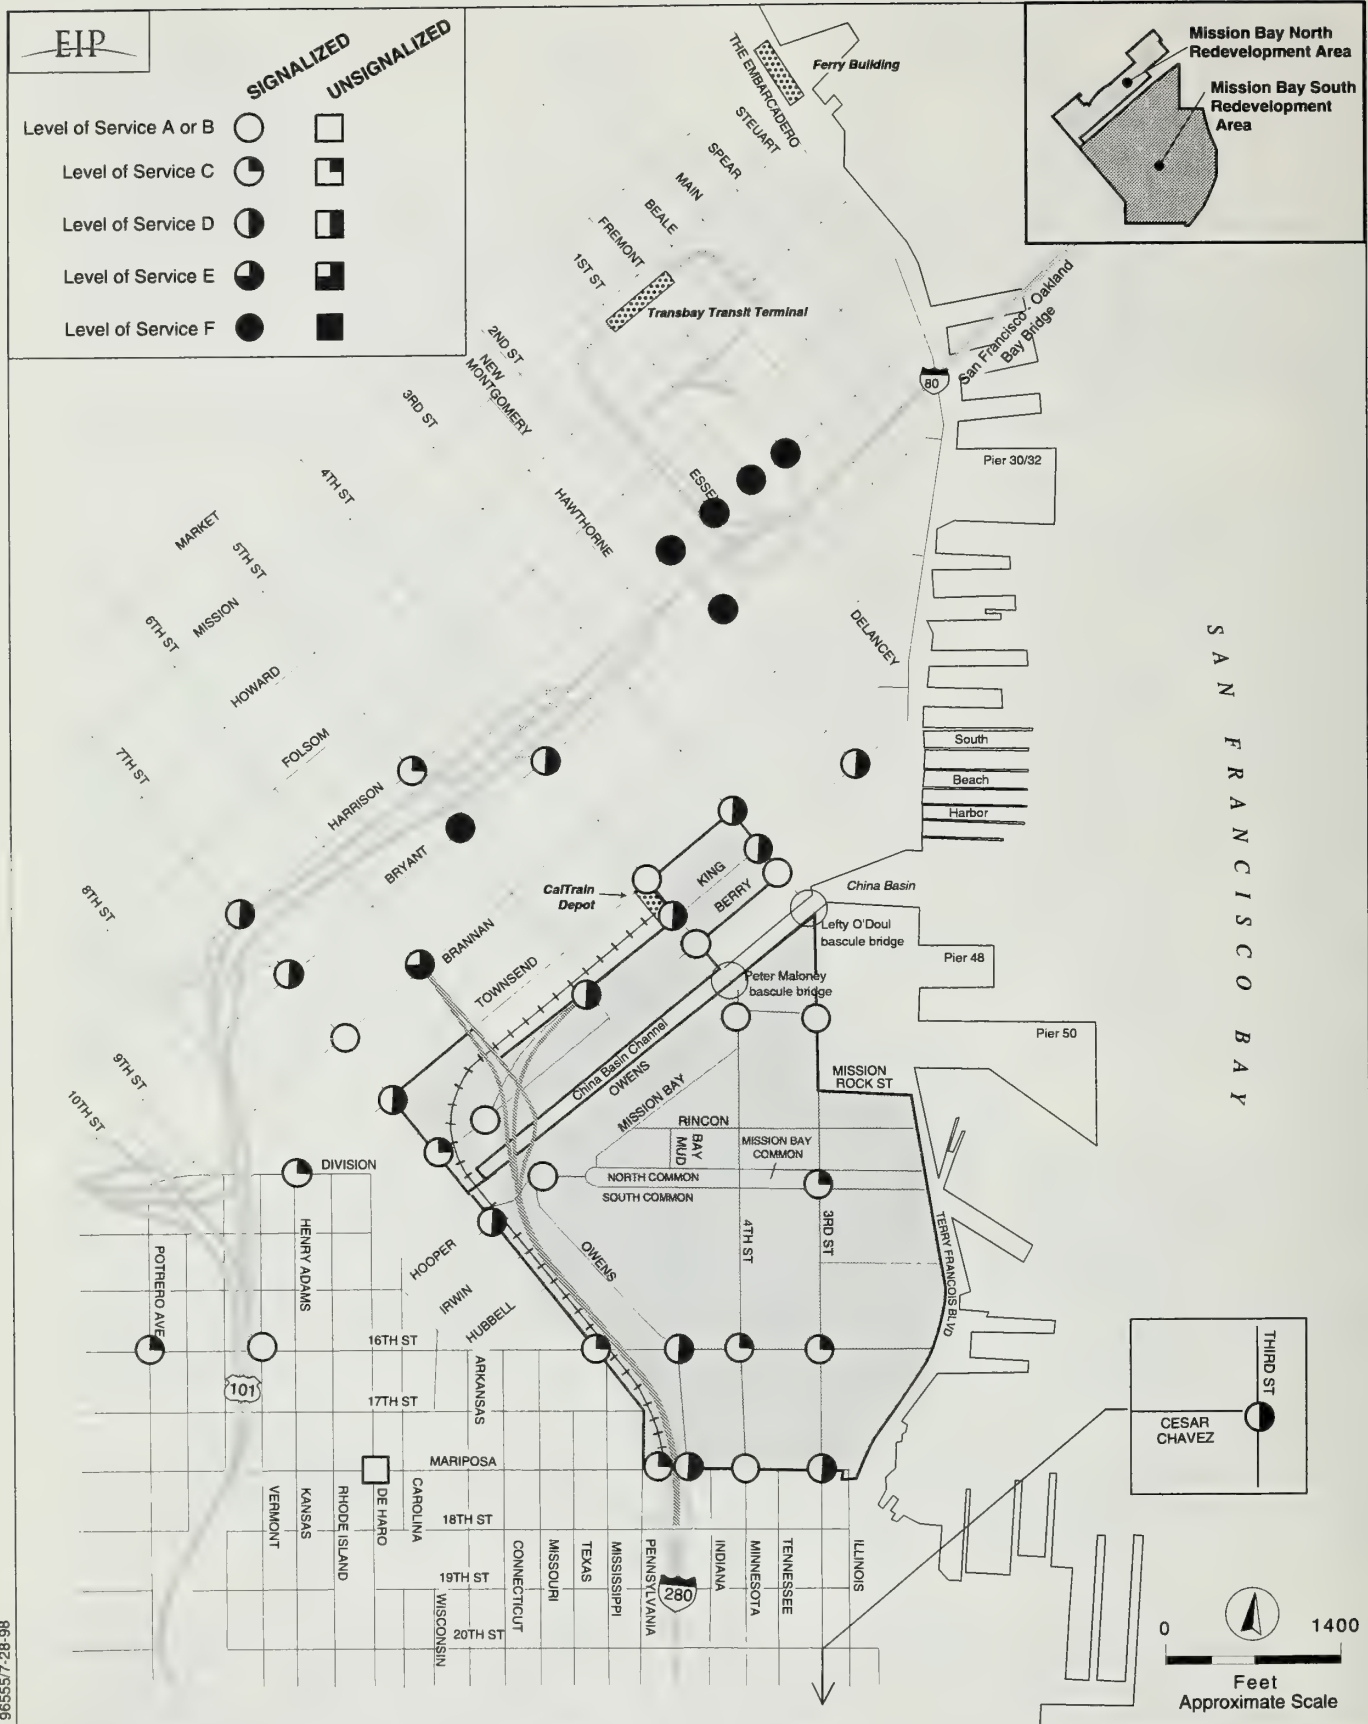 EIP
SIGNALIZED
UNSIGNALIZED
Level of Service A or B
Level of Service C
Level of Service D
Level of Service E
Level of Service F
Mission Bay North
Redevelopment Area
Mission Bay South
Redevelopment
Area
Ferry Building
THE EMBARCADERO
STEUART
SPEAR
MAIN
BEALE
FREMONT
1ST ST
Transbay Transit Terminal
San Francisco - Oakland
Bay Bridge
80
2ND ST
NEW
MONTGOMERY
3RD ST
4TH ST
HAWTHORNE
Pier 30/32
MARKET
5TH ST
MISSION
6TH ST
HOWARD
DELANCEY
FOLSOM
7TH ST
HARRISON
BRYANT
8TH ST
South
Beach
Harbor
SAN FRANCISCO BAY
KING
BERRY
CalTrain
Depot
China Basin
Lefty O'Doul
bascule bridge
BRANNAN
TOWNSEND
Peter Maloney
bascule bridge
Pier 48
Pier 50
9TH ST
10TH ST
China Basin Channel
OWENS
MISSION BAY
MISSION
ROCK ST
RINCON
BAY
MUD
MISSION BAY
COMMON
NORTH COMMON
SOUTH COMMON
DIVISION
HENRY ADAMS
POTRERO AVE
HOOPER
IRWIN
HUBBELL
OWENS
4TH ST
3RD ST
TERRY FRANCOIS BLVD
16TH ST
101
17TH ST
ARKANSAS
MARIPOSA
VERMONT
KANSAS
RHODE ISLAND
DE HARO
CAROLINA
18TH ST
CONNECTICUT
MISSOURI
TEXAS
MISSISSIPPI
PENNSYLVANIA
INDIANA
MINNESOTA
TENNESSEE
ILLINOIS
19TH ST
WISCONSIN
20TH ST
280
THIRD ST
CESAR
CHAVEZ
0 1400
Feet
Approximate Scale
96555/7-28-98